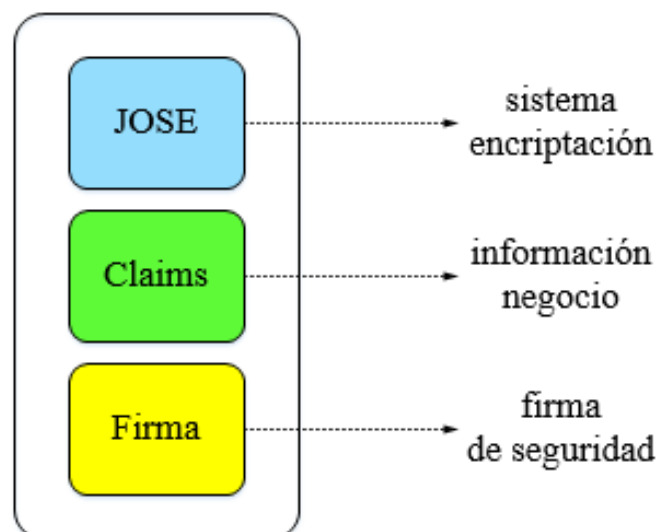 JOSE
sistema
encriptación
Claims
información
negocio
Firma
firma
de seguridad